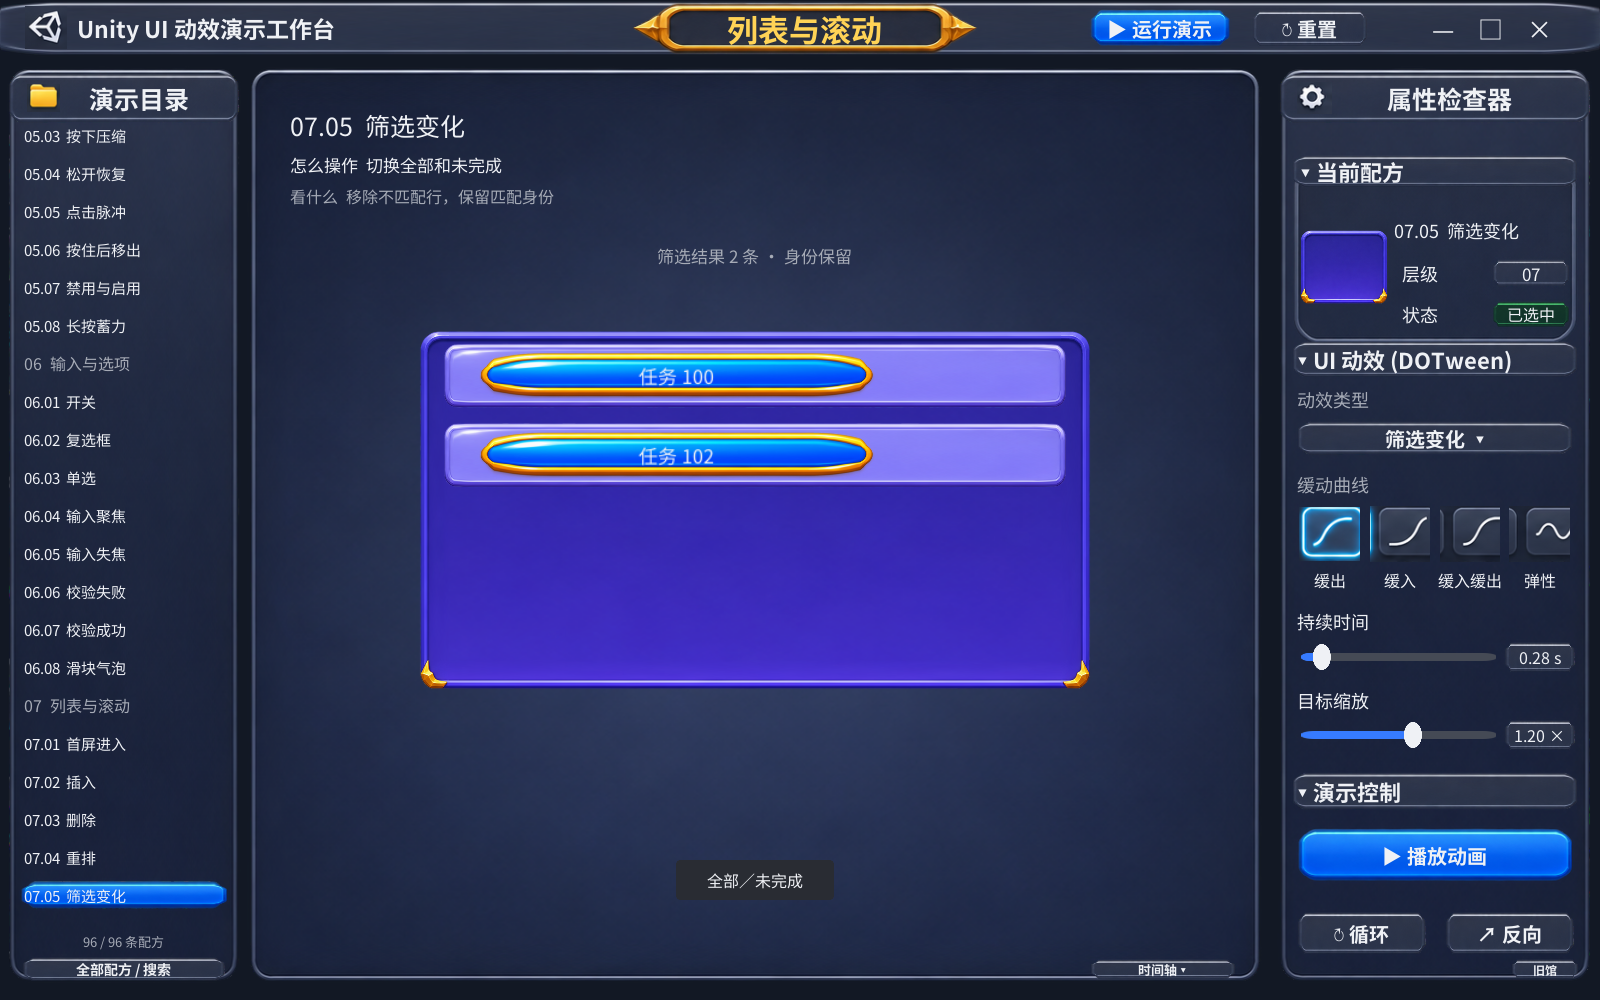 Unity UI 动效演示工作台
列表与滚动
▶ 运行演示
↻ 重置
演示目录
05.03 按下压缩
05.04 松开恢复
05.05 点击脉冲
05.06 按住后移出
05.07 禁用与启用
05.08 长按蓄力
06 输入与选项
06.01 开关
06.02 复选框
06.03 单选
06.04 输入聚焦
06.05 输入失焦
06.06 校验失败
06.07 校验成功
06.08 滑块气泡
07 列表与滚动
07.01 首屏进入
07.02 插入
07.03 删除
07.04 重排
07.05 筛选变化
96 / 96 条配方
全部配方 / 搜索
07.05 筛选变化
怎么操作 切换全部和未完成
看什么 移除不匹配行，保留匹配身份
筛选结果 2 条 · 身份保留
任务 100
任务 102
全部／未完成
时间轴 ▾
属性检查器
▾ 当前配方
07.05 筛选变化
层级 07
状态 已选中
▾ UI 动效 (DOTween)
动效类型
筛选变化 ▾
缓动曲线
缓出 缓入 缓入缓出 弹性
持续时间
0.28 s
目标缩放
1.20 ×
▾ 演示控制
▶ 播放动画
↻ 循环
↗ 反向
旧馆